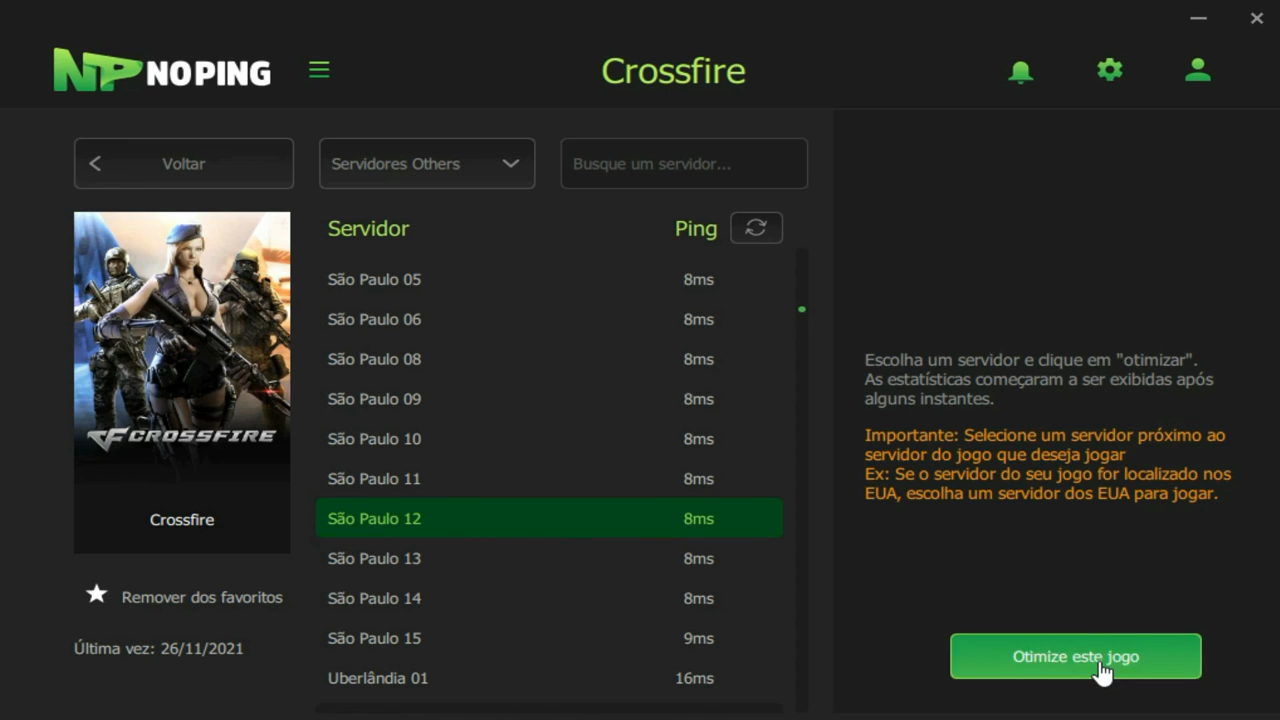 NP NOPING
Crossfire
Voltar
Servidores Others
Busque um servidor...
Servidor Ping
São Paulo 05 8ms
São Paulo 06 8ms
São Paulo 08 8ms
São Paulo 09 8ms
São Paulo 10 8ms
São Paulo 11 8ms
São Paulo 12 8ms
São Paulo 13 8ms
São Paulo 14 8ms
São Paulo 15 9ms
Uberlândia 01 16ms
CF CROSSFIRE
Crossfire
Remover dos favoritos
Última vez: 26/11/2021
Escolha um servidor e clique em "otimizar".
As estatísticas começaram a ser exibidas após
alguns instantes.
Importante: Selecione um servidor próximo ao
servidor do jogo que deseja jogar
Ex: Se o servidor do seu jogo for localizado nos
EUA, escolha um servidor dos EUA para jogar.
Otimize este jogo